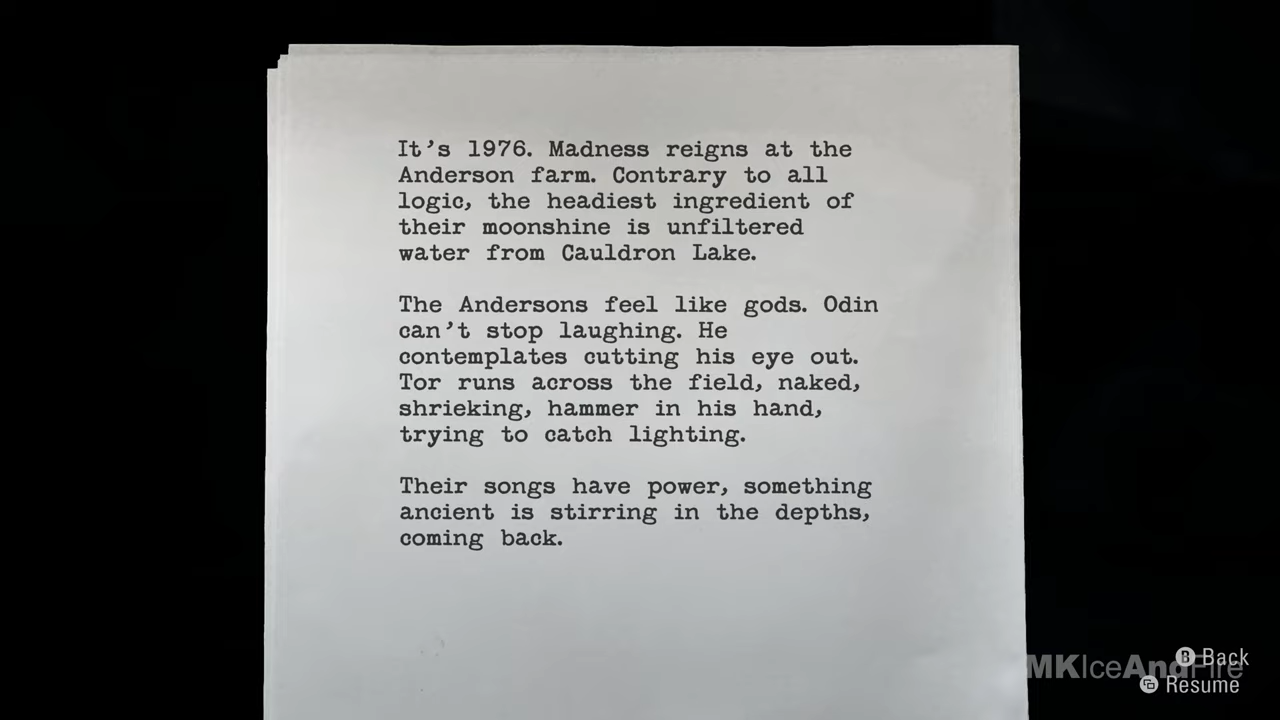 It's 1976. Madness reigns at the
Anderson farm. Contrary to all
logic, the headiest ingredient of
their moonshine is unfiltered
water from Cauldron Lake.
The Andersons feel like gods. Odin
can't stop laughing. He
contemplates cutting his eye out.
Tor runs across the field, naked,
shrieking, hammer in his hand,
trying to catch lighting.
Their songs have power, something
ancient is stirring in the depths,
coming back.
MKIceAndFire
B Back
Resume